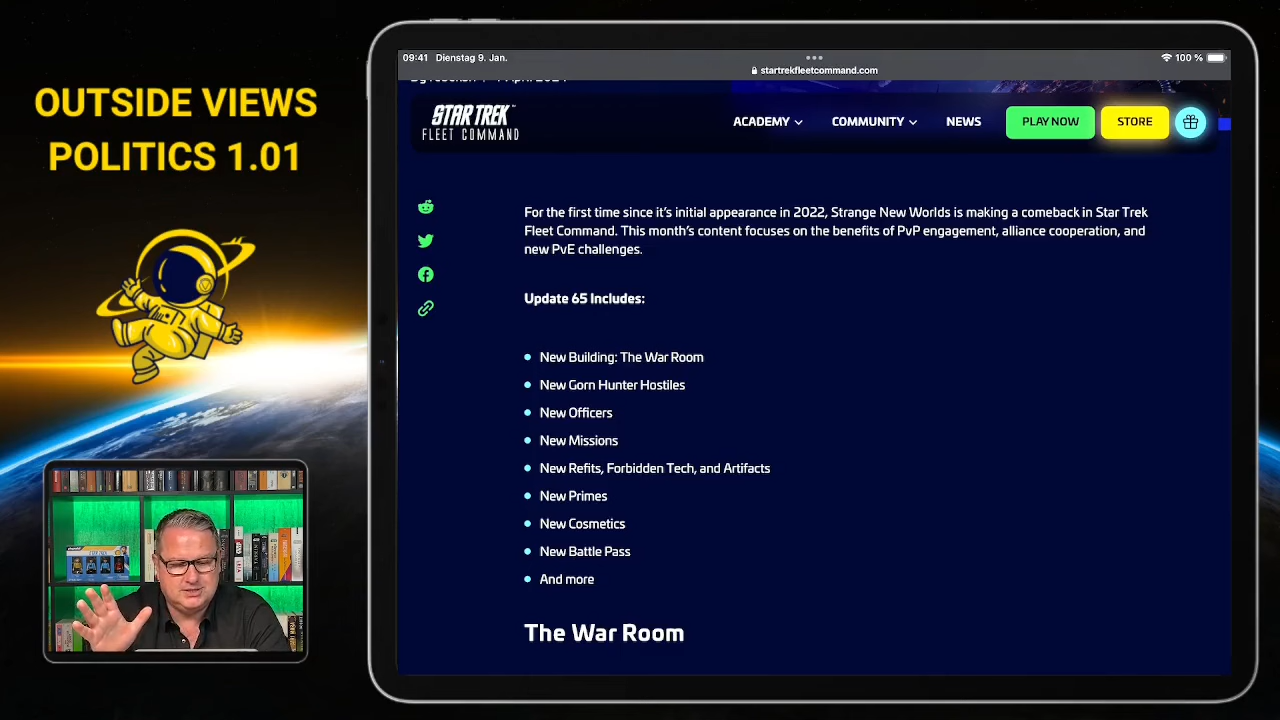 OUTSIDE VIEWS
POLITICS 1.01
09:41 Dienstag 9. Jan.
100 %
startrekfleetcommand.com
STAR TREK
FLEET COMMAND
ACADEMY
COMMUNITY
NEWS
PLAY NOW
STORE
For the first time since it's initial appearance in 2022, Strange New Worlds is making a comeback in Star Trek
Fleet Command. This month's content focuses on the benefits of PvP engagement, alliance cooperation, and
new PvE challenges.
Update 65 Includes:
New Building: The War Room
New Gorn Hunter Hostiles
New Officers
New Missions
New Refits, Forbidden Tech, and Artifacts
New Primes
New Cosmetics
New Battle Pass
And more
The War Room